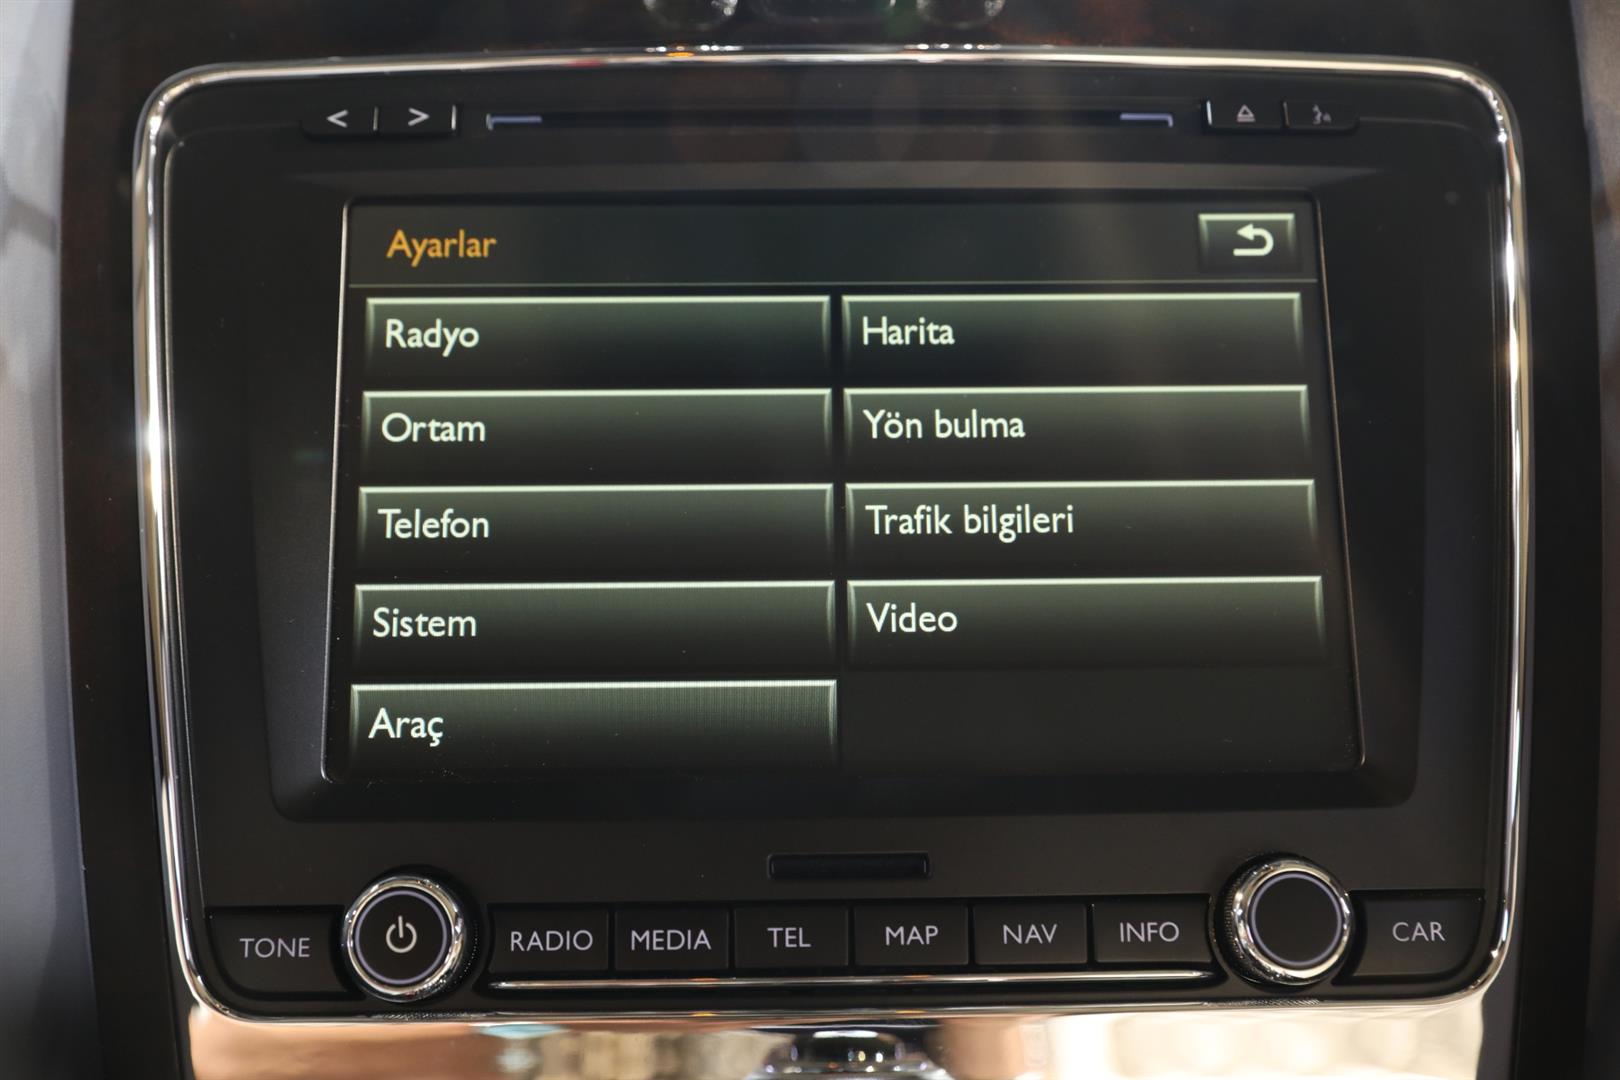 Ayarlar
Radyo
Harita
Ortam
Yön bulma
Telefon
Trafik bilgileri
Sistem
Video
Araç
TONE
RADIO
MEDIA
TEL
MAP
NAV
INFO
CAR